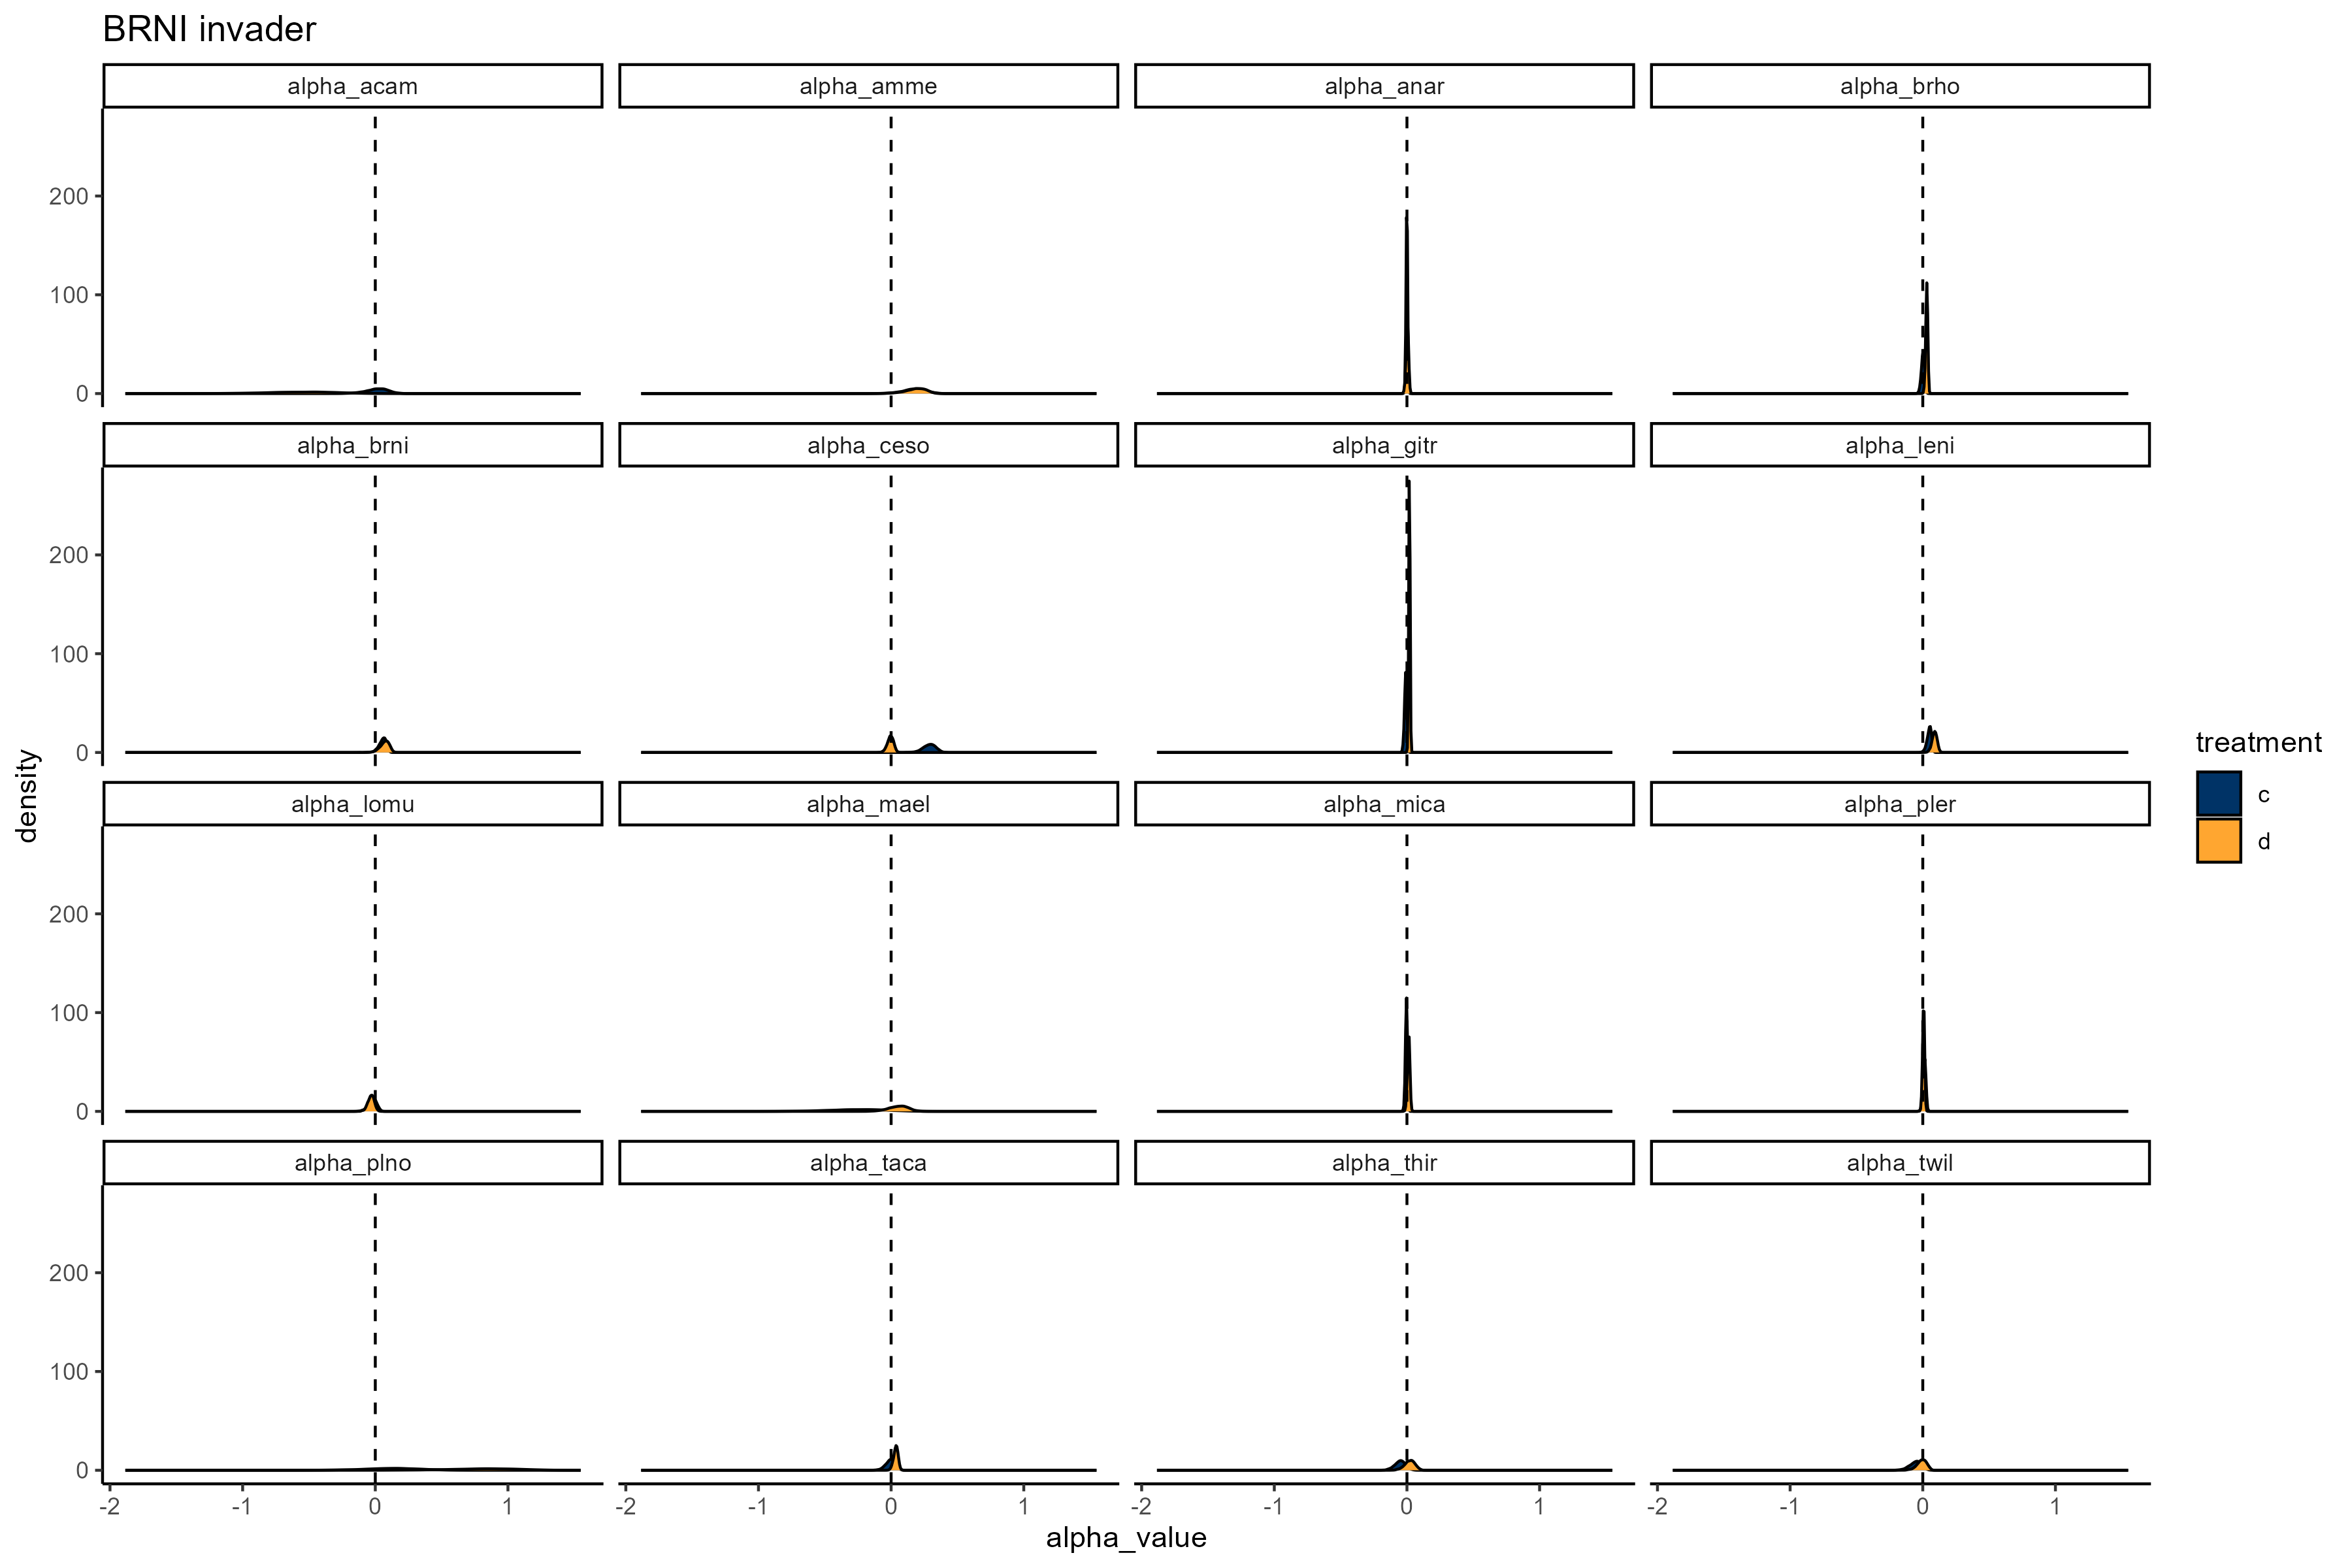 BRNI invader
alpha_acam alpha_amme alpha_anar alpha_brho
200
100
0
alpha_brni alpha_ceso alpha_gitr alpha_leni
200
100
0
treatment
c
d
density
alpha_lomu alpha_mael alpha_mica alpha_pler
200
100
0
alpha_plno alpha_taca alpha_thir alpha_twil
200
100
0
-2 -1 0 1 -2 -1 0 1 -2 -1 0 1 -2 -1 0 1
alpha_value